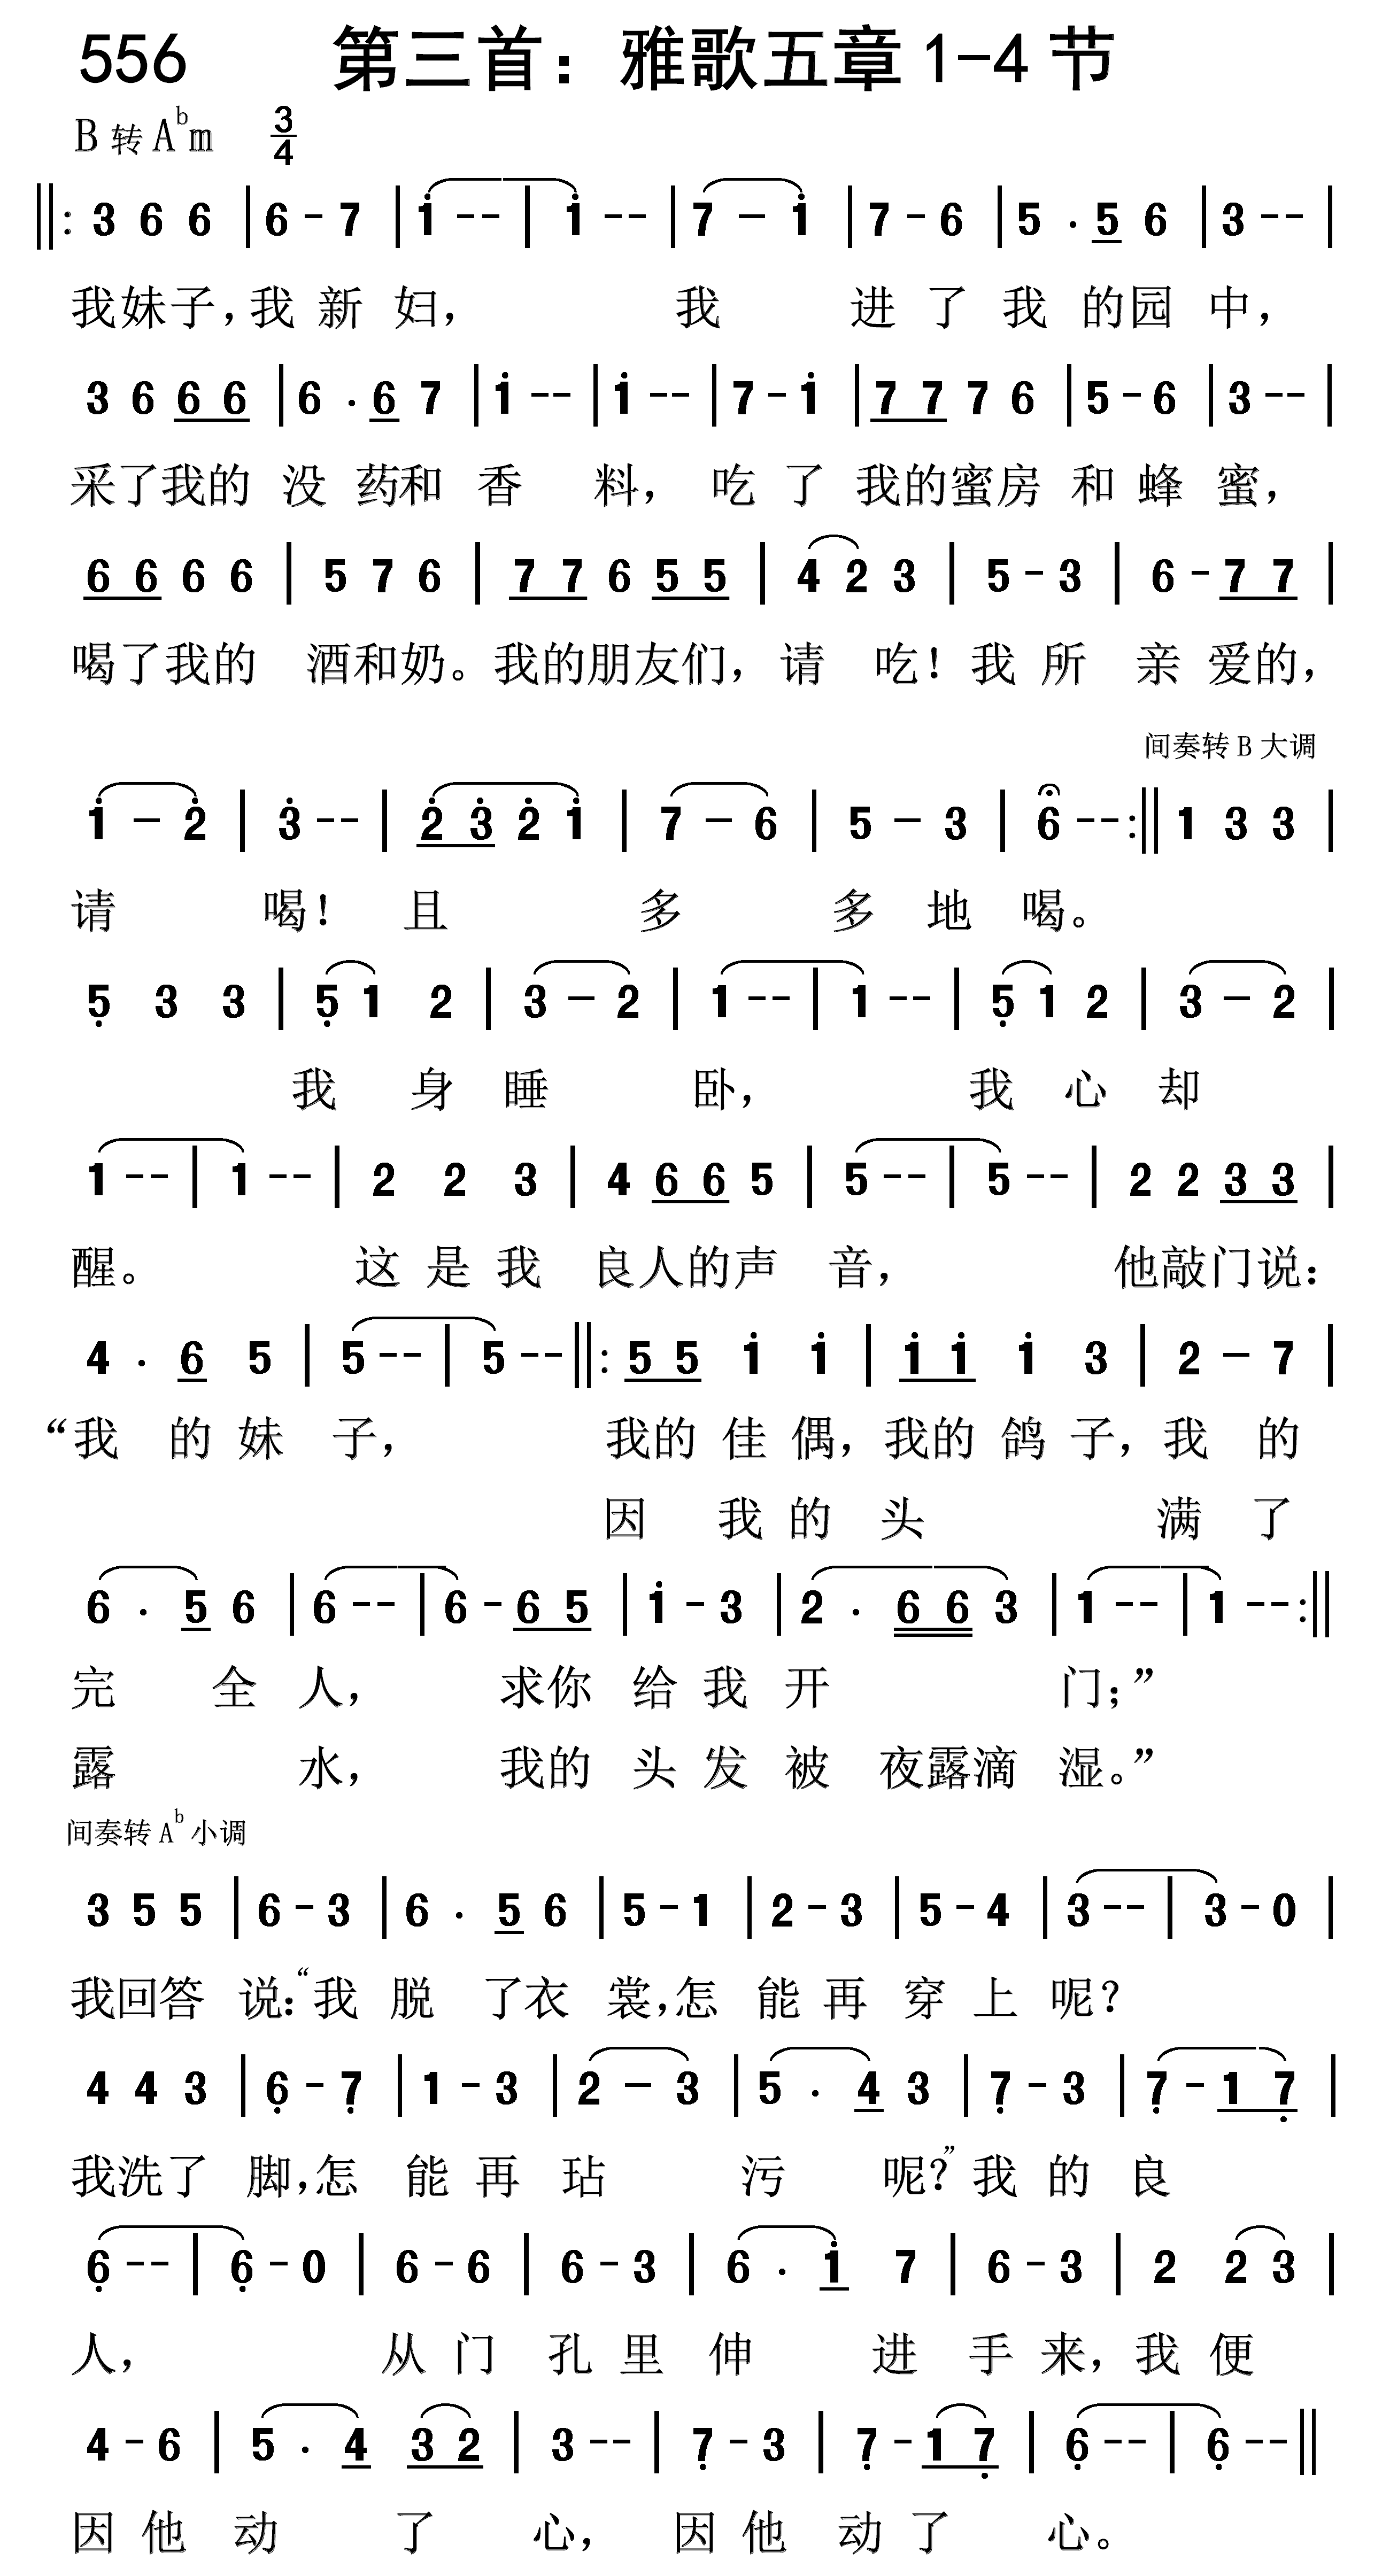 556 第三首：雅歌五章1-4节
B 转 A♭m 3/4
‖: 3 6 6 | 6 - 7 | 1̇ - - | 1̇ - - | 7 - 1̇ | 7 - 6 | 5 . 5 6 | 3 - - |
我妹子，我 新 妇， 我 进 了 我 的园 中，
3 6 6 6 | 6 . 6 7 | 1̇ - - | 1̇ - - | 7 - 1̇ | 7 7 7 6 | 5 - 6 | 3 - - |
采了我的 没 药和 香 料， 吃 了 我的蜜房 和 蜂 蜜，
6 6 6 6 | 5 7 6 | 7 7 6 5 5 | 4 2 3 | 5 - 3 | 6 - 7 7 |
喝了我的 酒和奶。我的朋友们，请 吃！我 所 亲 爱的，
间奏转 B 大调
1̇ - 2̇ | 3̇ - - | 2̇ 3̇ 2̇ 1̇ | 7 - 6 | 5 - 3 | 6 - - :‖ 1 3 3 |
请 喝！ 且 多 多 地 喝。
5̣ 3 3 | 5̣ 1 2 | 3 - 2 | 1 - - | 1 - - | 5̣ 1 2 | 3 - 2 |
我 身 睡 卧， 我 心 却
1 - - | 1 - - | 2 2 3 | 4 6 6 5 | 5 - - | 5 - - | 2 2 3 3 |
醒。 这 是 我 良人的声 音， 他敲门说：
4 . 6 5 | 5 - - | 5 - - ‖: 5 5 1̇ 1̇ | 1̇ 1̇ 1̇ 3 | 2 - 7 |
“我 的 妹 子， 我的 佳 偶，我的 鸽 子，我 的
因 我 的 头 满 了
6 . 5 6 | 6 - - | 6 - 6 5 | 1̇ - 3 | 2 . 6 6 3 | 1 - - | 1 - - :‖
完 全 人， 求你 给 我 开 门；”
露 水， 我的 头 发 被 夜露滴 湿。”
间奏转 A♭ 小调
3 5 5 | 6 - 3 | 6 . 5 6 | 5 - 1 | 2 - 3 | 5 - 4 | 3 - - | 3 - 0 |
我回答 说：“我 脱 了衣 裳，怎 能 再 穿 上 呢？
4 4 3 | 6̣ - 7̣ | 1 - 3 | 2 - 3 | 5 . 4 3 | 7̣ - 3 | 7̣ - 1 7̣ |
我洗了 脚，怎 能 再 玷 污 呢？”我 的 良
6̣ - - | 6̣ - 0 | 6 - 6 | 6 - 3 | 6 . 1̇ 7 | 6 - 3 | 2 2 3 |
人， 从 门 孔 里 伸 进 手 来，我 便
4 - 6 | 5 . 4 3 2 | 3 - - | 7̣ - 3 | 7̣ - 1 7̣ | 6̣ - - | 6̣ - - ‖
因 他 动 了 心， 因 他 动 了 心。